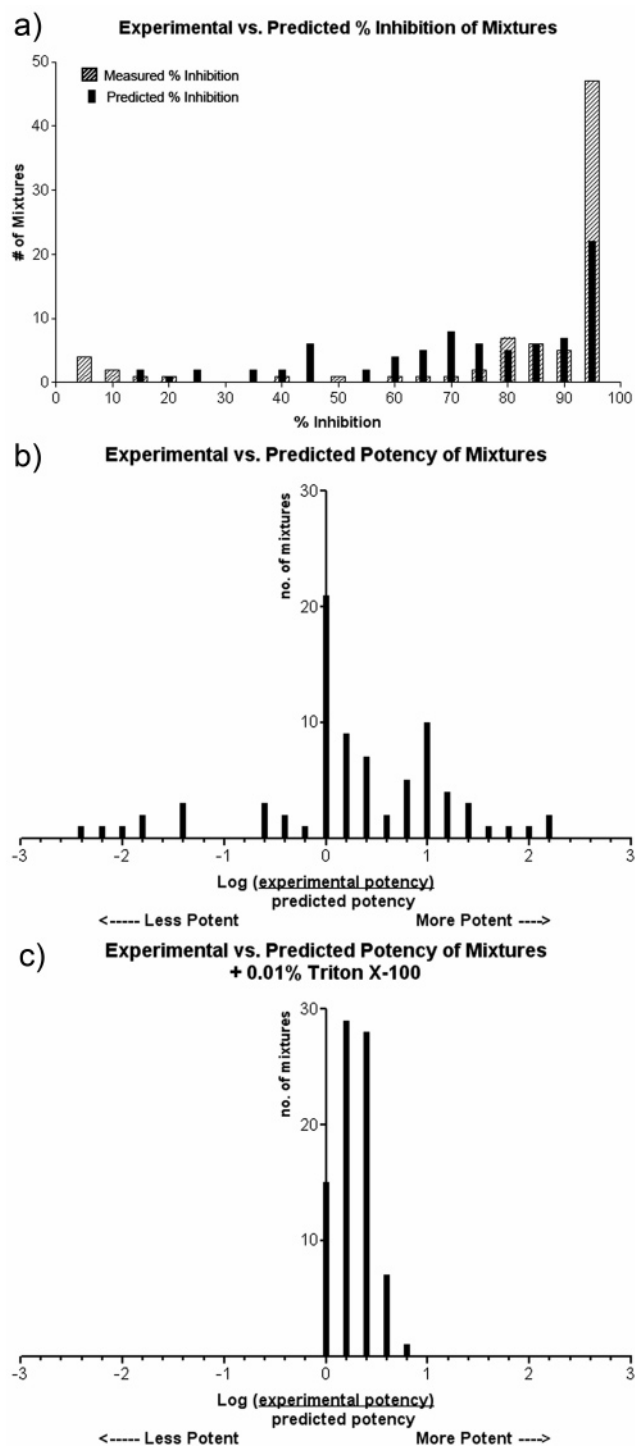 a)
Experimental vs. Predicted % Inhibition of Mixtures
Measured % Inhibition
Predicted % Inhibition
# of Mixtures
50
40
30
20
10
0
0 10 20 30 40 50 60 70 80 90 100
% Inhibition
b)
Experimental vs. Predicted Potency of Mixtures
no. of mixtures
30
20
10
-3 -2 -1 0 1 2 3
Log (experimental potency)
predicted potency
<----- Less Potent More Potent ---->
c)
Experimental vs. Predicted Potency of Mixtures
+ 0.01% Triton X-100
no. of mixtures
30
20
10
-3 -2 -1 0 1 2 3
Log (experimental potency)
predicted potency
<----- Less Potent More Potent ---->